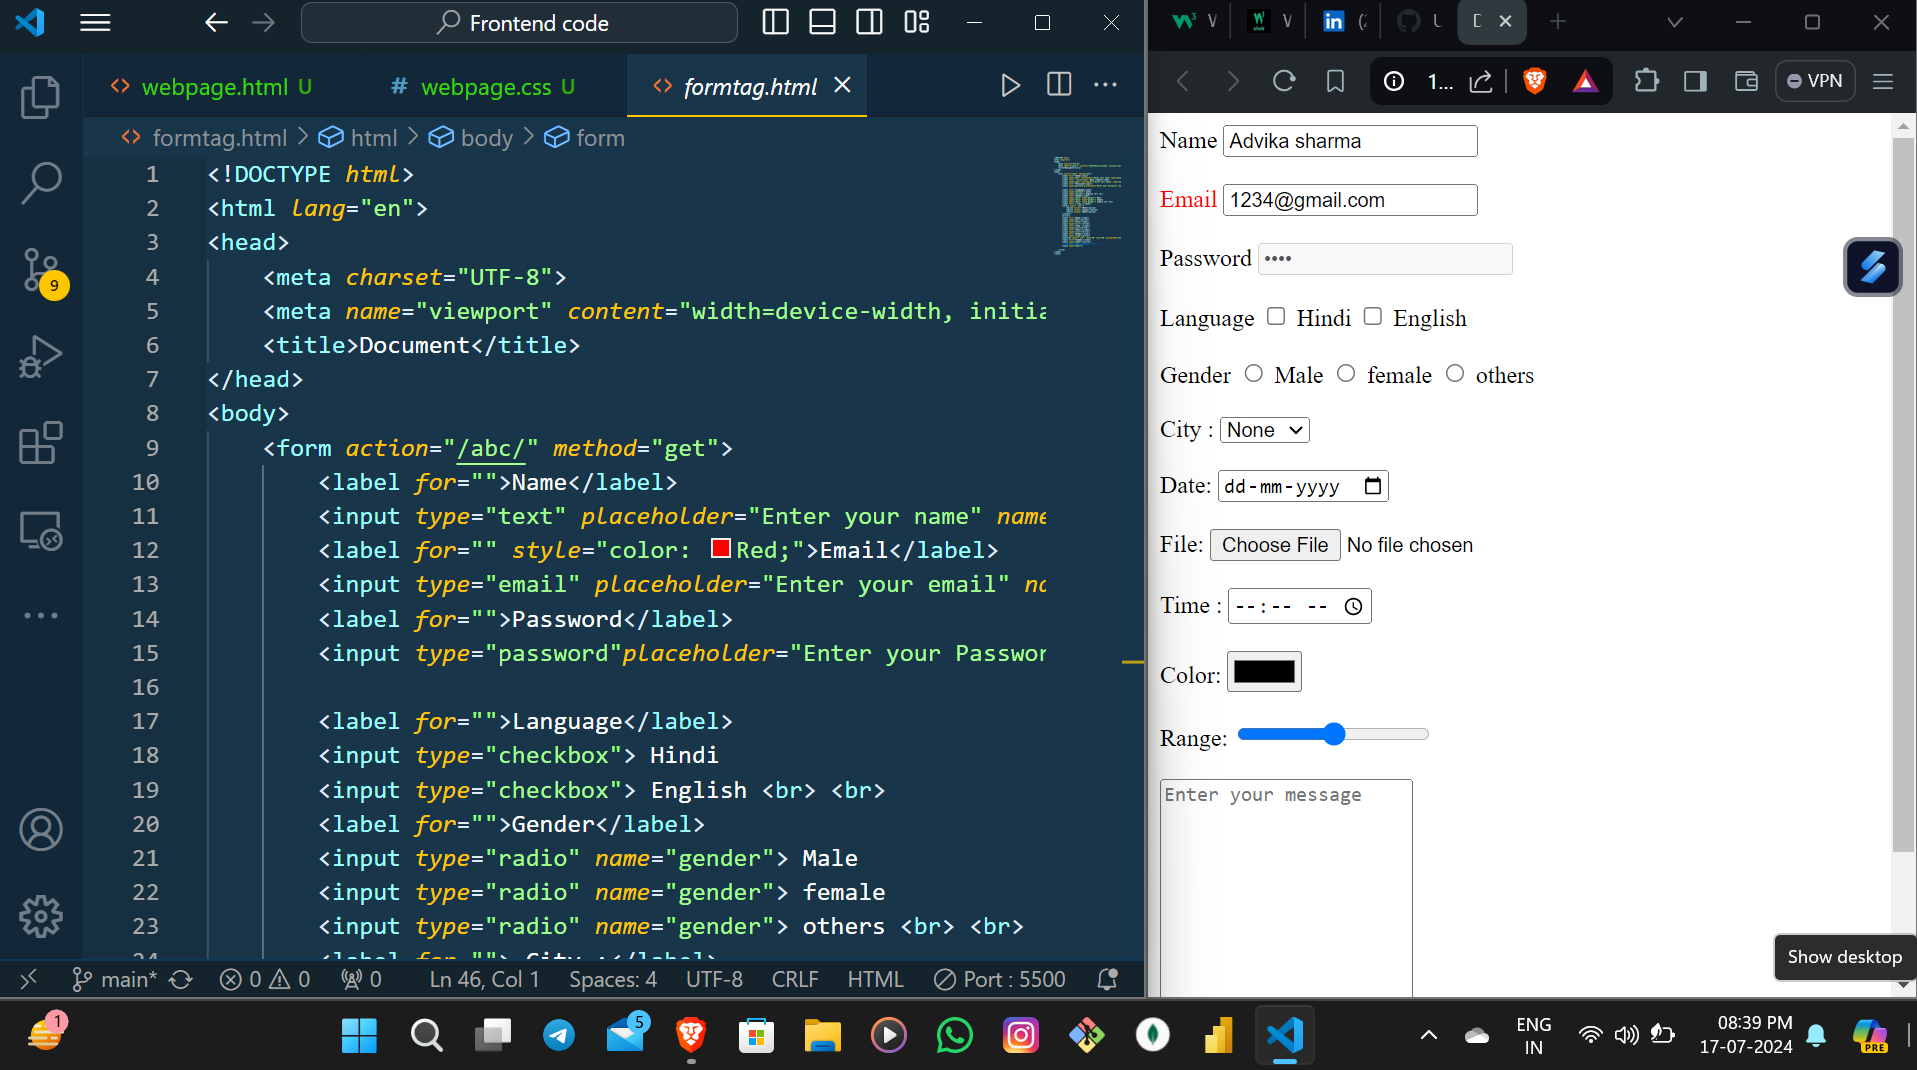 Frontend code
webpage.html U
# webpage.css U
formtag.html
formtag.html > html > body > form
1 <!DOCTYPE html>
2 <html lang="en">
3 <head>
4 <meta charset="UTF-8">
5 <meta name="viewport" content="width=device-width, initia
6 <title>Document</title>
7 </head>
8 <body>
9 <form action="/abc/" method="get">
10 <label for="">Name</label>
11 <input type="text" placeholder="Enter your name" name
12 <label for="" style="color: Red;">Email</label>
13 <input type="email" placeholder="Enter your email" na
14 <label for="">Password</label>
15 <input type="password"placeholder="Enter your Passwor
16
17 <label for="">Language</label>
18 <input type="checkbox"> Hindi
19 <input type="checkbox"> English <br> <br>
20 <label for="">Gender</label>
21 <input type="radio" name="gender"> Male
22 <input type="radio" name="gender"> female
23 <input type="radio" name="gender"> others <br> <br>
24 <label for=""> City :</label>
9
main* 0 0 0 Ln 46, Col 1 Spaces: 4 UTF-8 CRLF HTML Port : 5500
1... VPN
Name Advika sharma
Email 1234@gmail.com
Password ••••
Language Hindi English
Gender Male female others
City : None
Date: dd-mm-yyyy
File: Choose File No file chosen
Time : --:-- --
Color:
Range:
Enter your message
Show desktop
1
5
ENG
IN
08:39 PM
17-07-2024
PRE